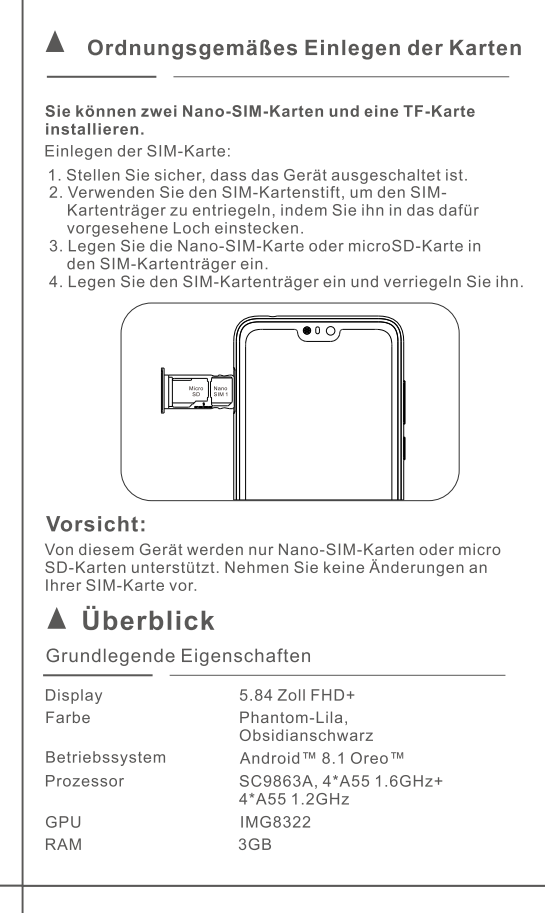 Ordnungsgemäßes Einlegen der Karten
Sie können zwei Nano-SIM-Karten und eine TF-Karte
installieren.
Einlegen der SIM-Karte:
1. Stellen Sie sicher, dass das Gerät ausgeschaltet ist.
2. Verwenden Sie den SIM-Kartenstift, um den SIM-
Kartenträger zu entriegeln, indem Sie ihn in das dafür
vorgesehene Loch einstecken.
3. Legen Sie die Nano-SIM-Karte oder microSD-Karte in
den SIM-Kartenträger ein.
4. Legen Sie den SIM-Kartenträger ein und verriegeln Sie ihn.
Micro
SD
Nano
SIM 1
Vorsicht:
Von diesem Gerät werden nur Nano-SIM-Karten oder micro
SD-Karten unterstützt. Nehmen Sie keine Änderungen an
Ihrer SIM-Karte vor.
Überblick
Grundlegende Eigenschaften
Display 5.84 Zoll FHD+
Farbe Phantom-Lila,
Obsidianschwarz
Betriebssystem Android™ 8.1 Oreo™
Prozessor SC9863A, 4*A55 1.6GHz+
4*A55 1.2GHz
GPU IMG8322
RAM 3GB